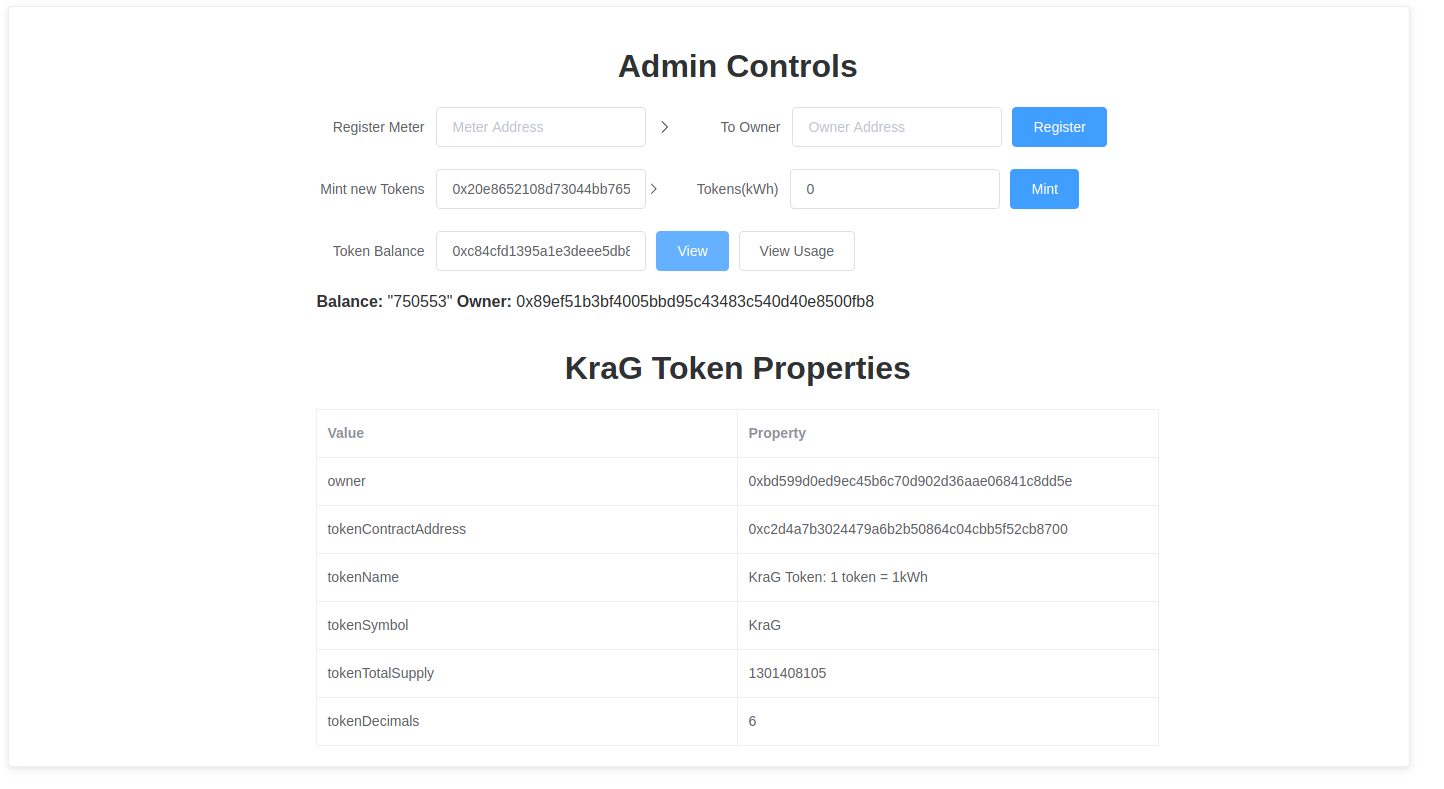 Admin Controls
Register Meter Meter Address To Owner Owner Address Register
Mint new Tokens 0x20e8652108d73044bb765 Tokens(kWh) 0 Mint
Token Balance 0xc84cfd1395a1e3deee5db8 View View Usage
Balance: "750553" Owner: 0x89ef51b3bf4005bbd95c43483c540d40e8500fb8
KraG Token Properties
Value Property
owner 0xbd599d0ed9ec45b6c70d902d36aae06841c8dd5e
tokenContractAddress 0xc2d4a7b3024479a6b2b50864c04cbb5f52cb8700
tokenName KraG Token: 1 token = 1kWh
tokenSymbol KraG
tokenTotalSupply 1301408105
tokenDecimals 6